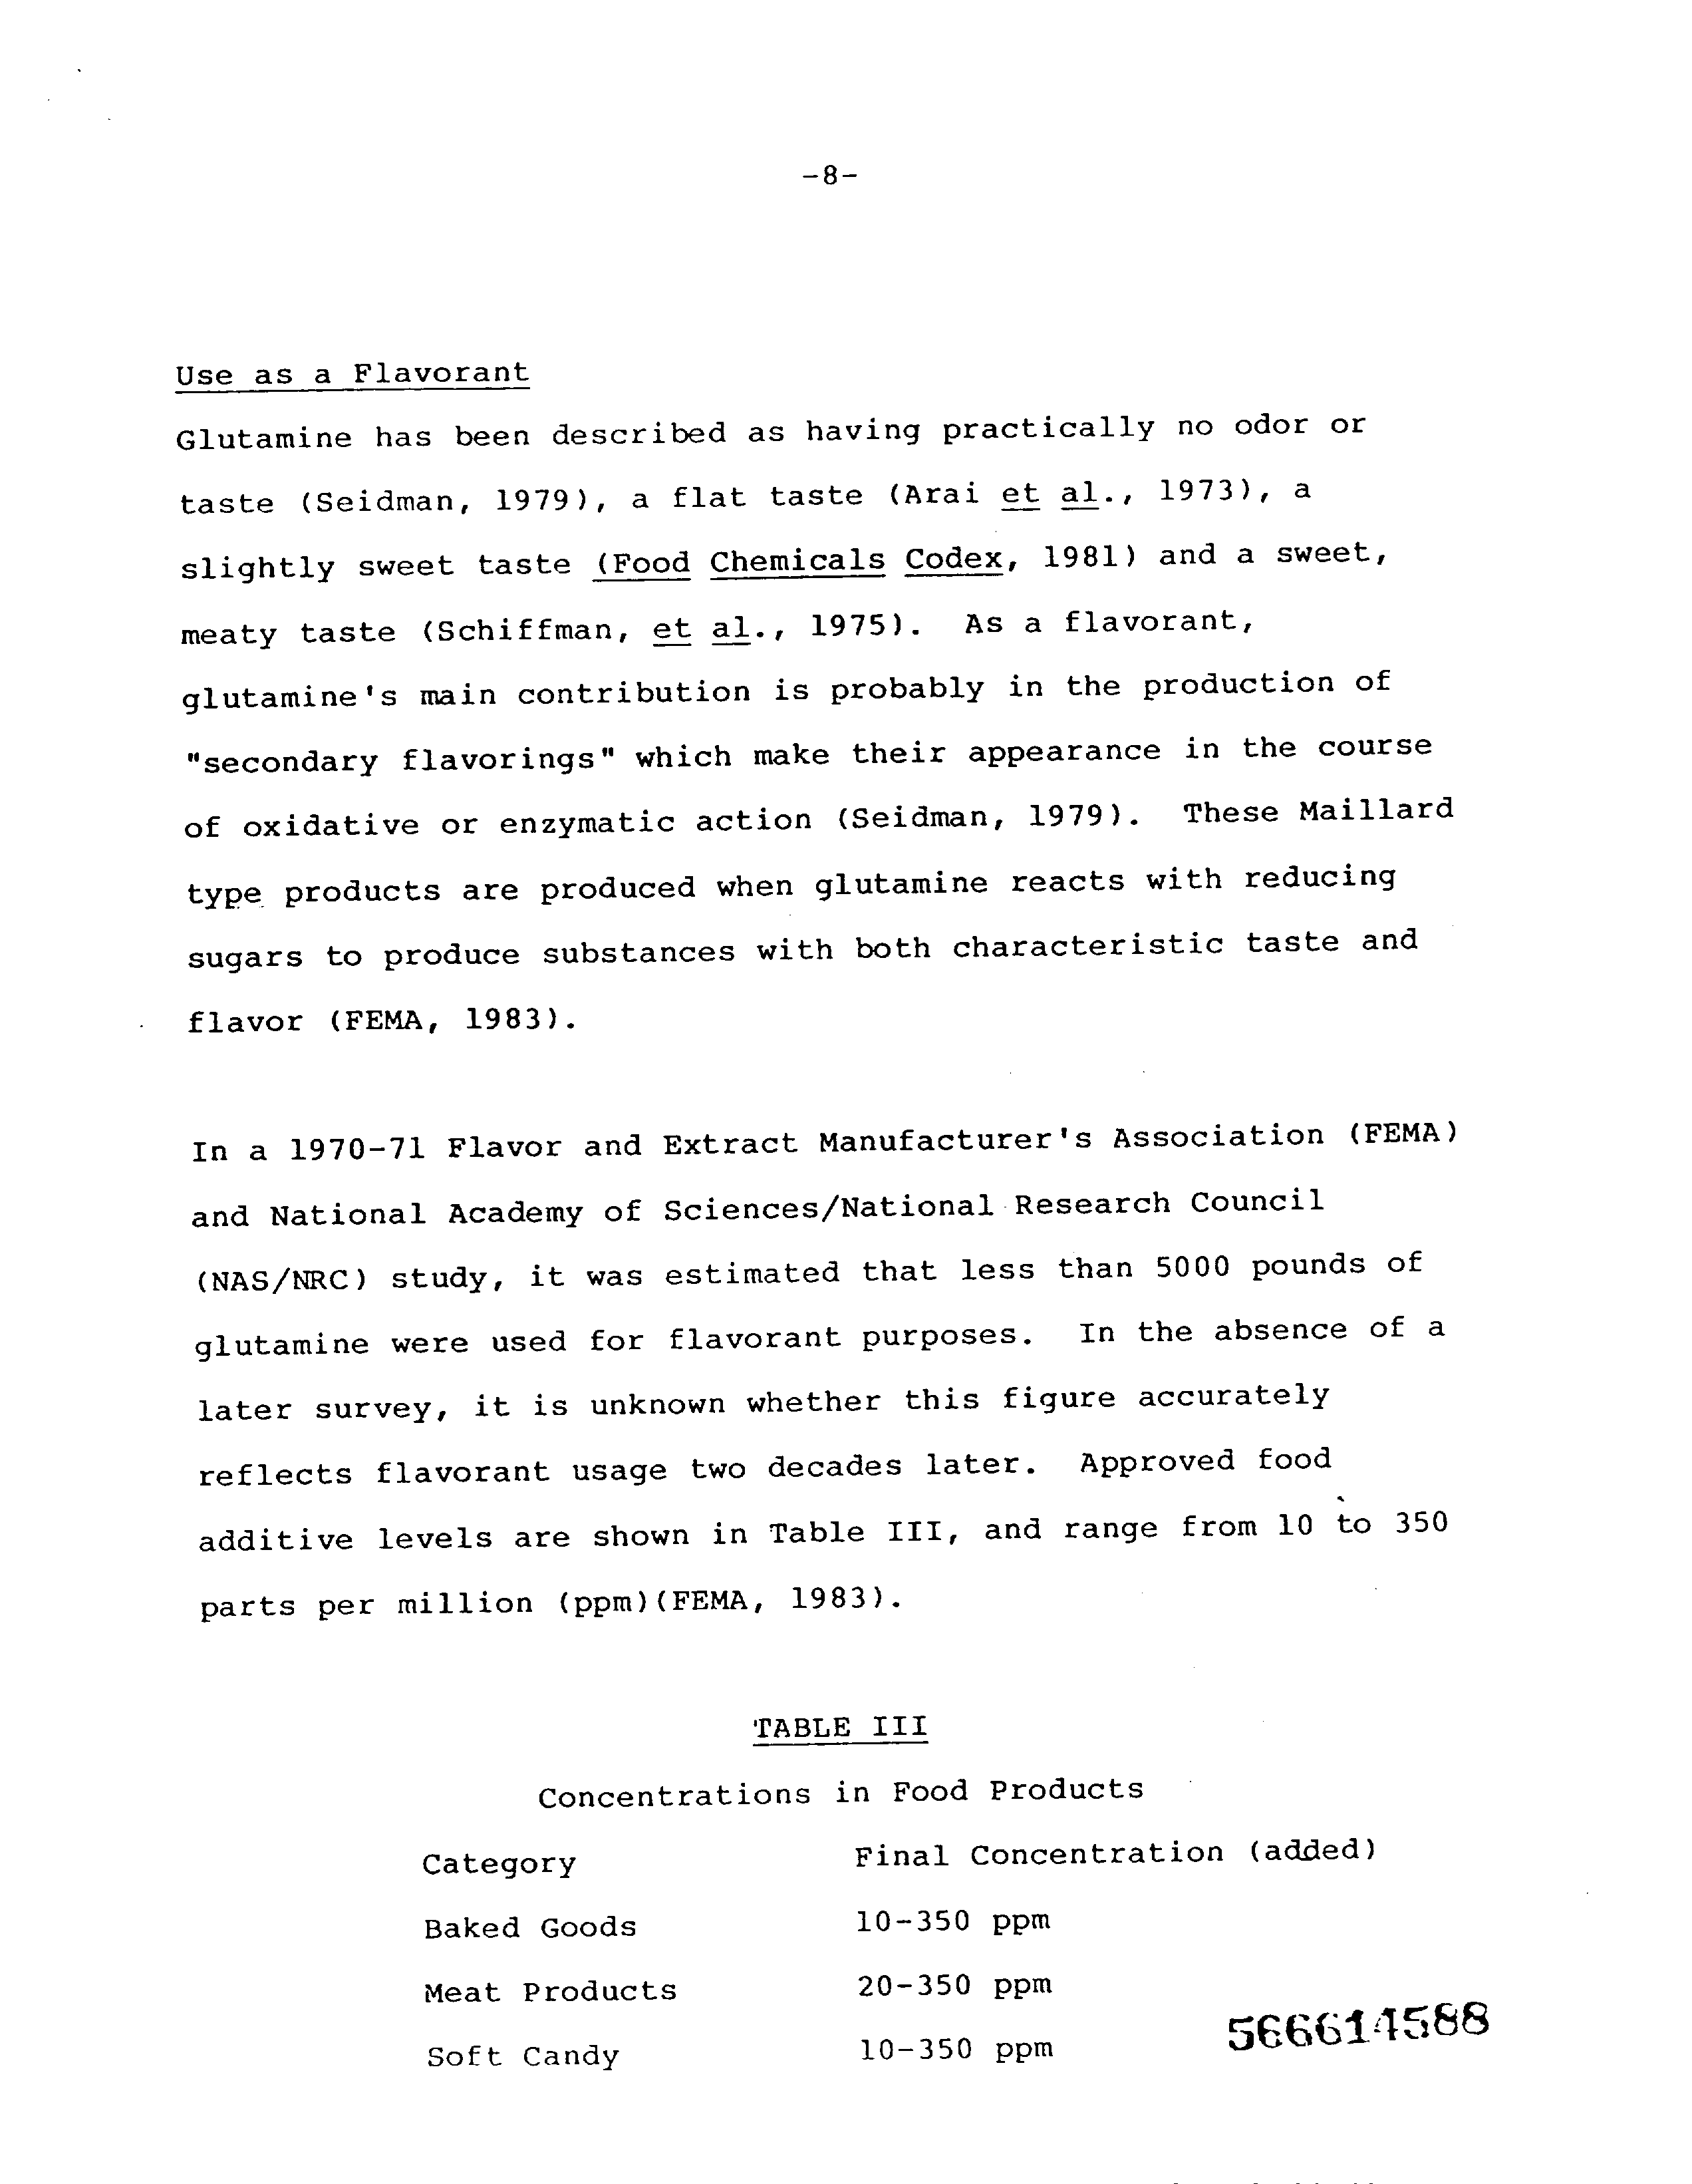 -8-
Use as a Flavorant
Glutamine has been described as having practically no odor or
taste (Seidman, 1979), a flat taste (Arai et al., 1973), a
slightly sweet taste (Food Chemicals Codex, 1981) and a sweet,
meaty taste (Schiffman, et al., 1975). As a flavorant,
glutamine's main contribution is probably in the production of
"secondary flavorings" which make their appearance in the course
of oxidative or enzymatic action (Seidman, 1979). These Maillard
type products are produced when glutamine reacts with reducing
sugars to produce substances with both characteristic taste and
flavor (FEMA, 1983).
In a 1970-71 Flavor and Extract Manufacturer's Association (FEMA)
and National Academy of Sciences/National Research Council
(NAS/NRC) study, it was estimated that less than 5000 pounds of
glutamine were used for flavorant purposes. In the absence of a
later survey, it is unknown whether this figure accurately
reflects flavorant usage two decades later. Approved food
additive levels are shown in Table III, and range from 10 to 350
parts per million (ppm)(FEMA, 1983).
TABLE III
Concentrations in Food Products
Category Final Concentration (added)
Baked Goods 10-350 ppm
Meat Products 20-350 ppm
Soft Candy 10-350 ppm
566614588